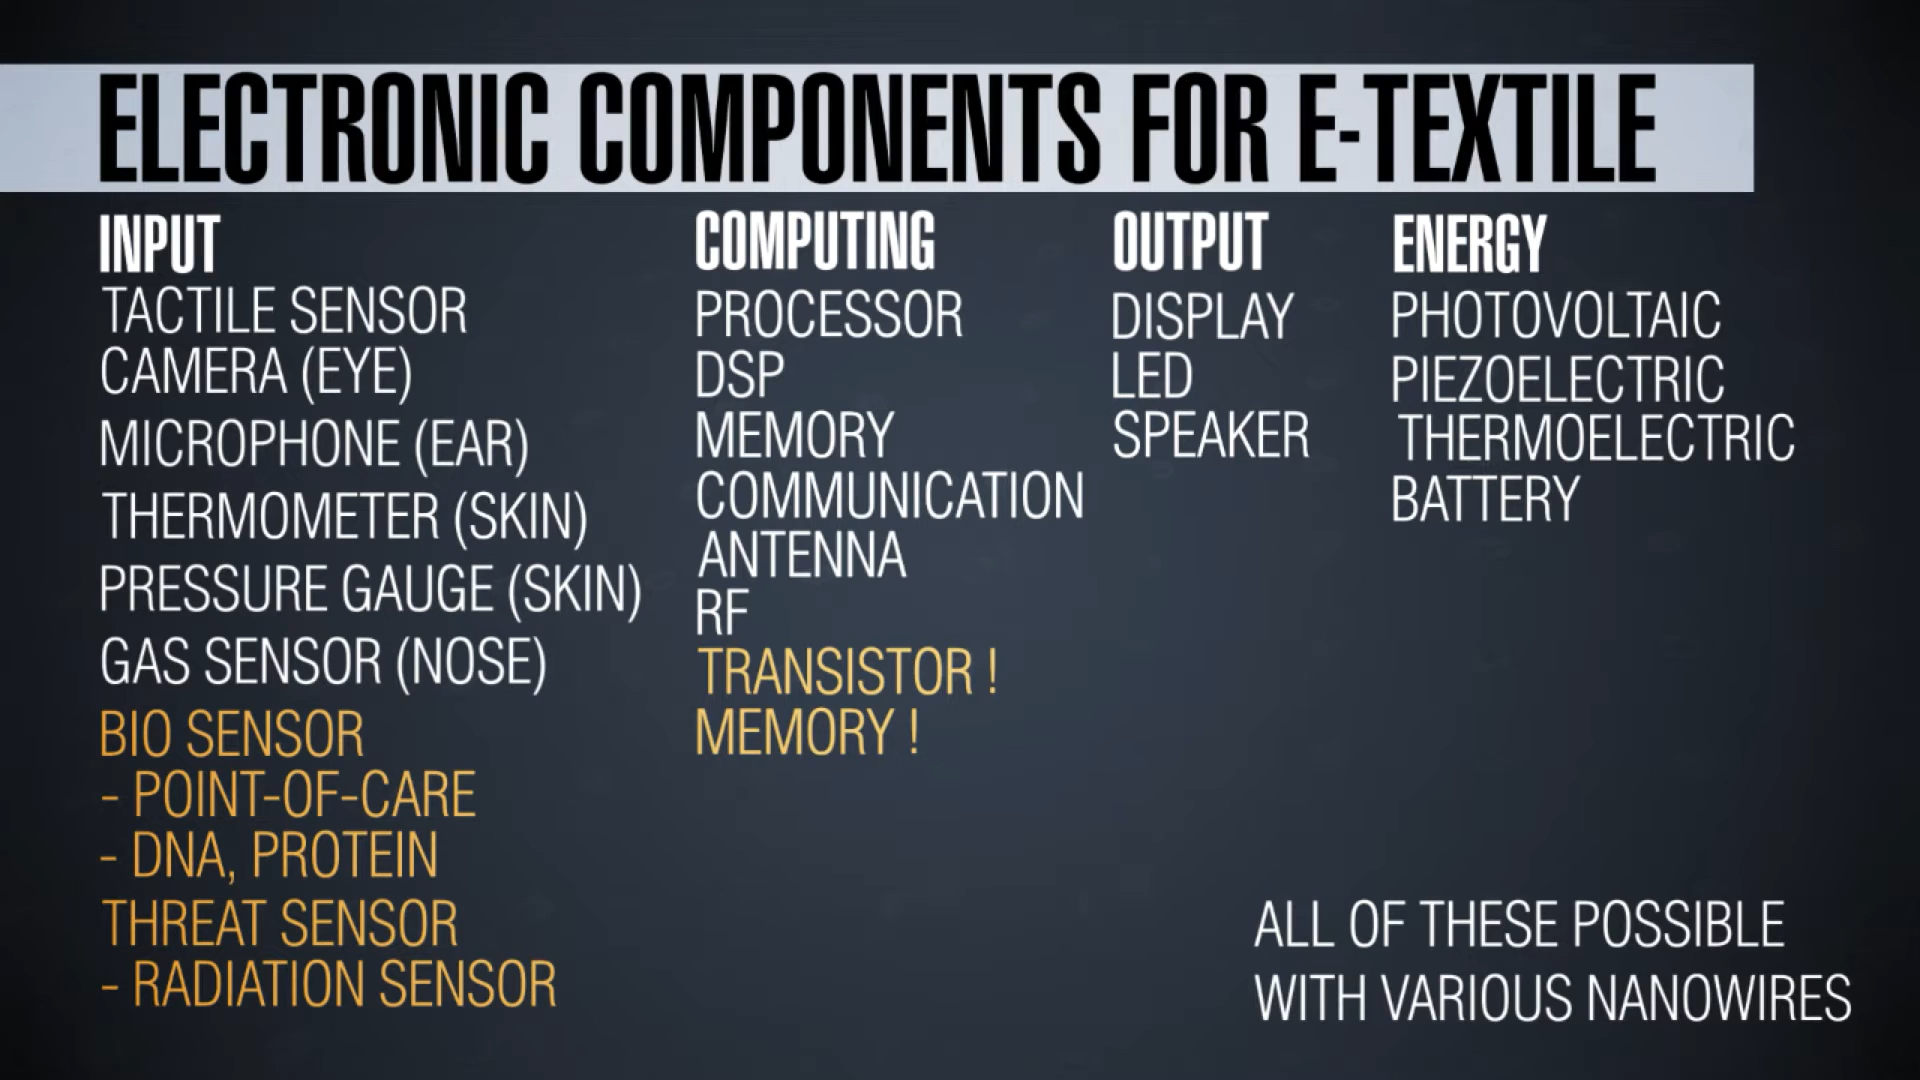 ELECTRONIC COMPONENTS FOR E-TEXTILE
INPUT
TACTILE SENSOR
CAMERA (EYE)
MICROPHONE (EAR)
THERMOMETER (SKIN)
PRESSURE GAUGE (SKIN)
GAS SENSOR (NOSE)
BIO SENSOR
- POINT-OF-CARE
- DNA, PROTEIN
THREAT SENSOR
- RADIATION SENSOR
COMPUTING
PROCESSOR
DSP
MEMORY
COMMUNICATION
ANTENNA
RF
TRANSISTOR !
MEMORY !
OUTPUT
DISPLAY
LED
SPEAKER
ENERGY
PHOTOVOLTAIC
PIEZOELECTRIC
THERMOELECTRIC
BATTERY
ALL OF THESE POSSIBLE
WITH VARIOUS NANOWIRES